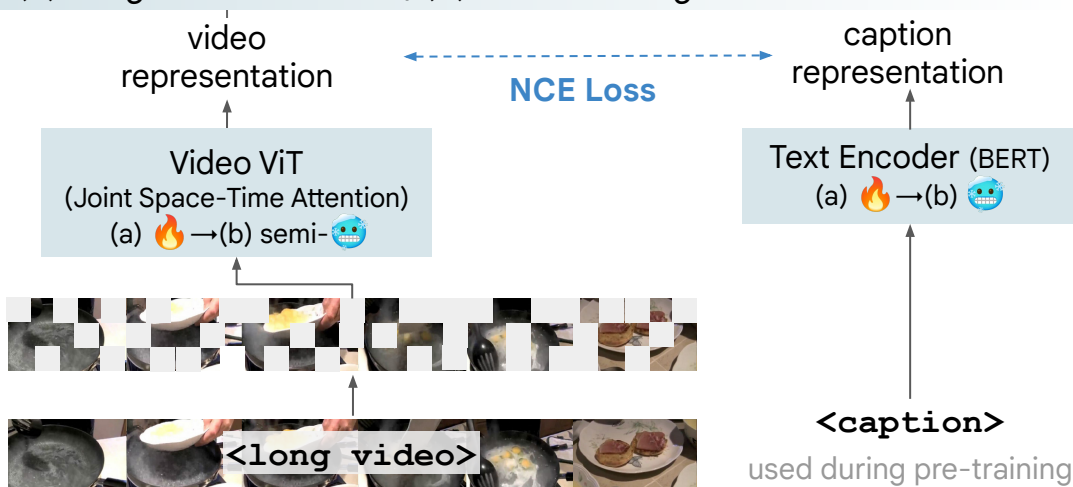 video
representation
NCE Loss
caption
representation
Video ViT
(Joint Space-Time Attention)
(a) 🔥→(b) semi-🥶
Text Encoder (BERT)
(a) 🔥→(b) 🥶
<long video>
<caption>
used during pre-training